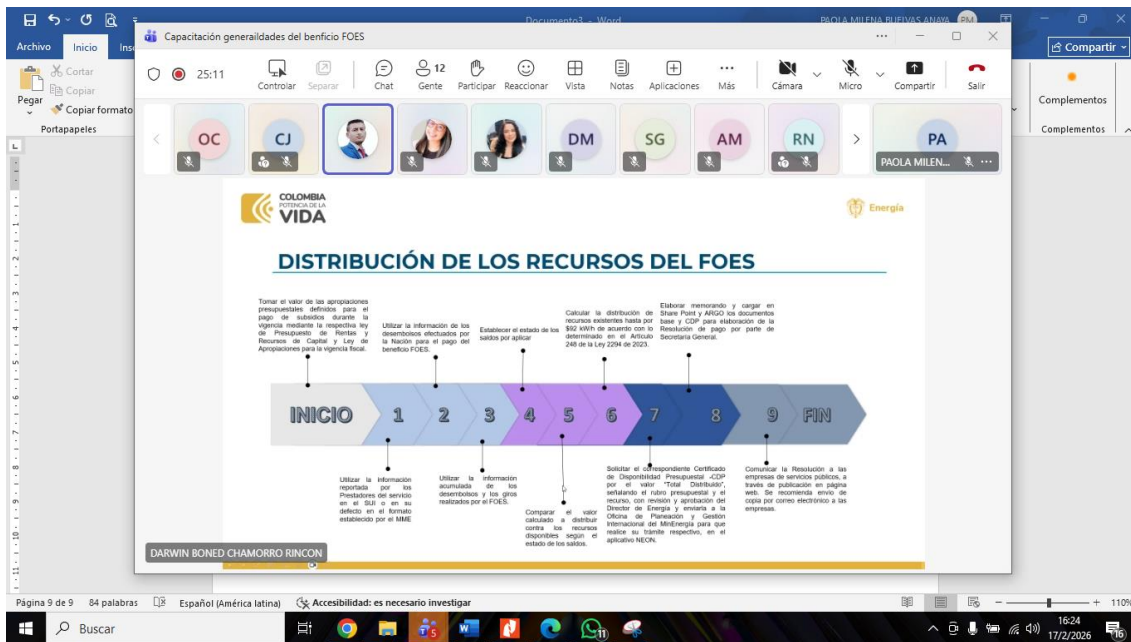 Documento3 - Word
PAOLA MILENA BUELVAS ANAYA
PM
Archivo
Inicio
Compartir
Cortar
Copiar
Copiar formato
Pegar
Portapapeles
Complementos
Complementos
Capacitación generaildades del benficio FOES
25:11
Controlar
Separar
Chat
12
Gente
Participar
Reaccionar
Vista
Notas
Aplicaciones
Más
Cámara
Micro
Compartir
Salir
OC
CJ
DM
SG
AM
RN
PA
PAOLA MILEN...
COLOMBIA
POTENCIA DE LA
VIDA
Energía
DISTRIBUCIÓN DE LOS RECURSOS DEL FOES
Tomar el valor de las apropiaciones
presupuestales definidos para el
pago de subsidios durante la
vigencia mediante la respectiva ley
de Presupuesto de Rentas y
Recursos de Capital y Ley de
Apropiaciones para la vigencia fiscal.
Utilizar la información de los
desembolsos efectuados por
la Nación para el pago del
beneficio FOES.
Establecer el estado de los
saldos por aplicar
Calcular la distribución de
recursos existentes hasta por
$92 kW/h de acuerdo con lo
determinado en el Artículo
248 de la Ley 2294 de 2023.
Elaborar memorando y cargar en
Share Point y ARGO los documentos
base y CDP para elaboración de la
Resolución de pago por parte de
Secretaria General.
INICIO 1 2 3 4 5 6 7 8 9 FIN
Utilizar la información
reportada por los
Prestadores del servicio
en el SUI o en su
defecto en el formato
establecido por el MME
Utilizar la información
acumulada de los
desembolsos y los giros
realizados por el FOES.
Comparar el valor
calculado a distribuir
contra los recursos
disponibles según el
estado de los saldos.
Solicitar el correspondiente Certificado
de Disponibilidad Presupuestal -CDP
por el valor "Total Distribuido",
señalando el rubro presupuestal y el
recurso, con revisión y aprobación del
Director de Energía y enviarla a la
Oficina de Planeación y Gestión
Internacional del MinEnergía para que
realice su trámite respectivo, en el
aplicativo NEON.
Comunicar la Resolución a las
empresas de servicios públicos, a
través de publicación en página
web. Se recomienda envío de
copia por correo electrónico a las
empresas.
DARWIN BONED CHAMORRO RINCON
Página 9 de 9
84 palabras
Español (América latina)
Accesibilidad: es necesario investigar
110%
Buscar
16:24
17/2/2026